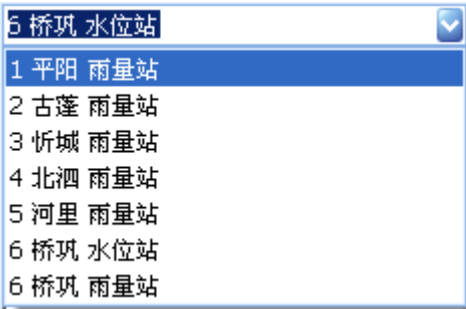 6 桥巩 水位站
1 平阳 雨量站
2 古蓬 雨量站
3 忻城 雨量站
4 北泗 雨量站
5 河里 雨量站
6 桥巩 水位站
6 桥巩 雨量站